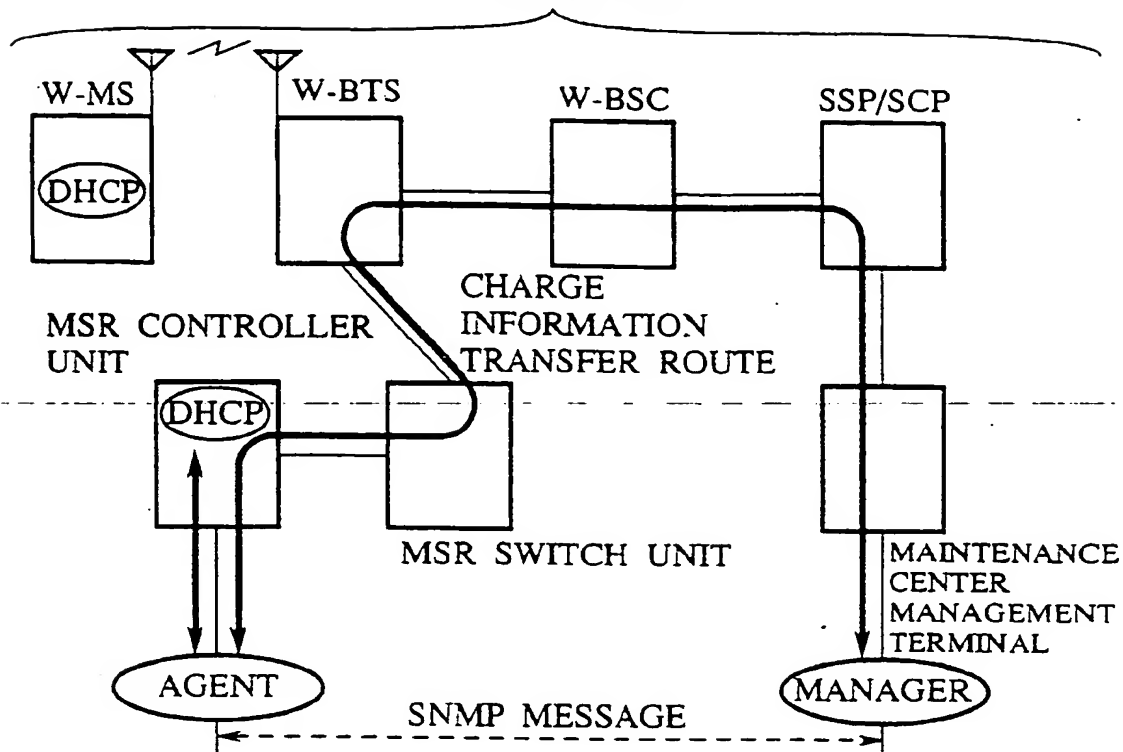 W-MS
W-BTS
W-BSC
SSP/SCP
DHCP
CHARGE
INFORMATION
TRANSFER ROUTE
MSR CONTROLLER
UNIT
DHCP
MSR SWITCH UNIT
MAINTENANCE
CENTER
MANAGEMENT
TERMINAL
AGENT
MANAGER
SNMP MESSAGE